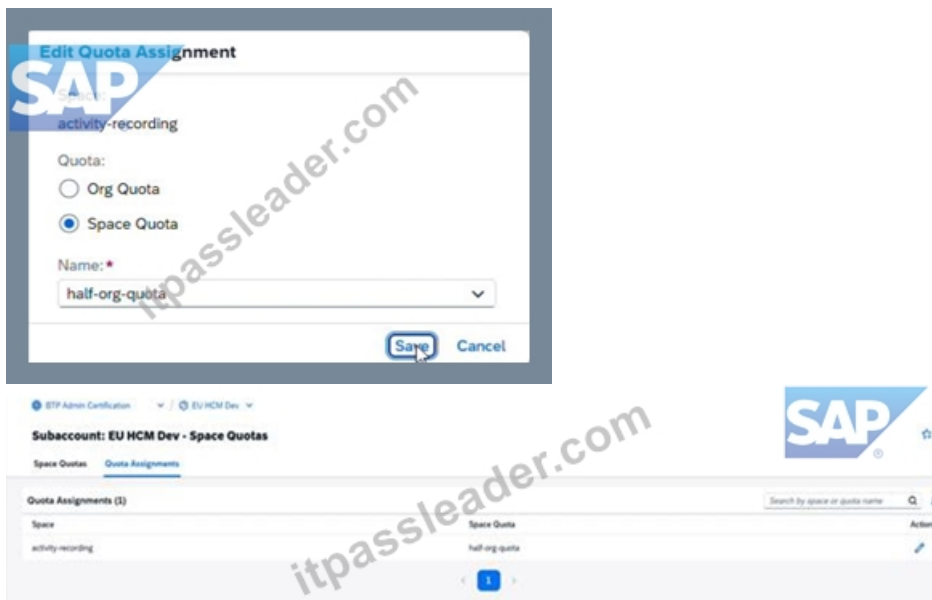 Edit Quota Assignment
SAP
Space:
activity-recording
Quota:
Org Quota
Space Quota
Name:*
half-org-quota
Save
Cancel
itpassleader.com
BTP Admin Certification / EU HCM Dev
SAP
Subaccount: EU HCM Dev - Space Quotas
Space Quotas Quota Assignments
Quota Assignments (1) Search by space or quota name
Space Space Quota Action
activity-recording half-org-quota
1
itpassleader.com